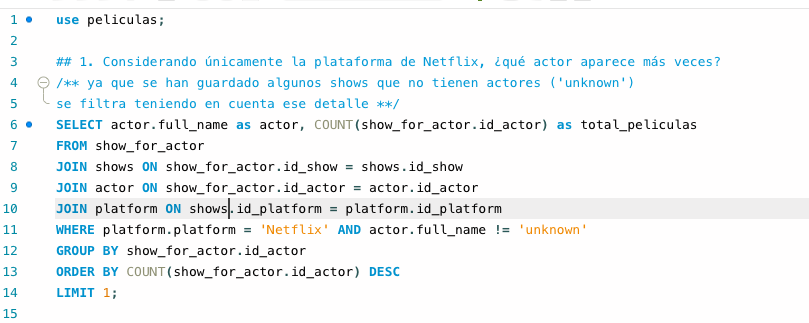 1 use peliculas;
2
3 ## 1. Considerando únicamente la plataforma de Netflix, ¿qué actor aparece más veces?
4 /** ya que se han guardado algunos shows que no tienen actores ('unknown')
5 se filtra teniendo en cuenta ese detalle **/
6 SELECT actor.full_name as actor, COUNT(show_for_actor.id_actor) as total_peliculas
7 FROM show_for_actor
8 JOIN shows ON show_for_actor.id_show = shows.id_show
9 JOIN actor ON show_for_actor.id_actor = actor.id_actor
10 JOIN platform ON shows.id_platform = platform.id_platform
11 WHERE platform.platform = 'Netflix' AND actor.full_name != 'unknown'
12 GROUP BY show_for_actor.id_actor
13 ORDER BY COUNT(show_for_actor.id_actor) DESC
14 LIMIT 1;
15